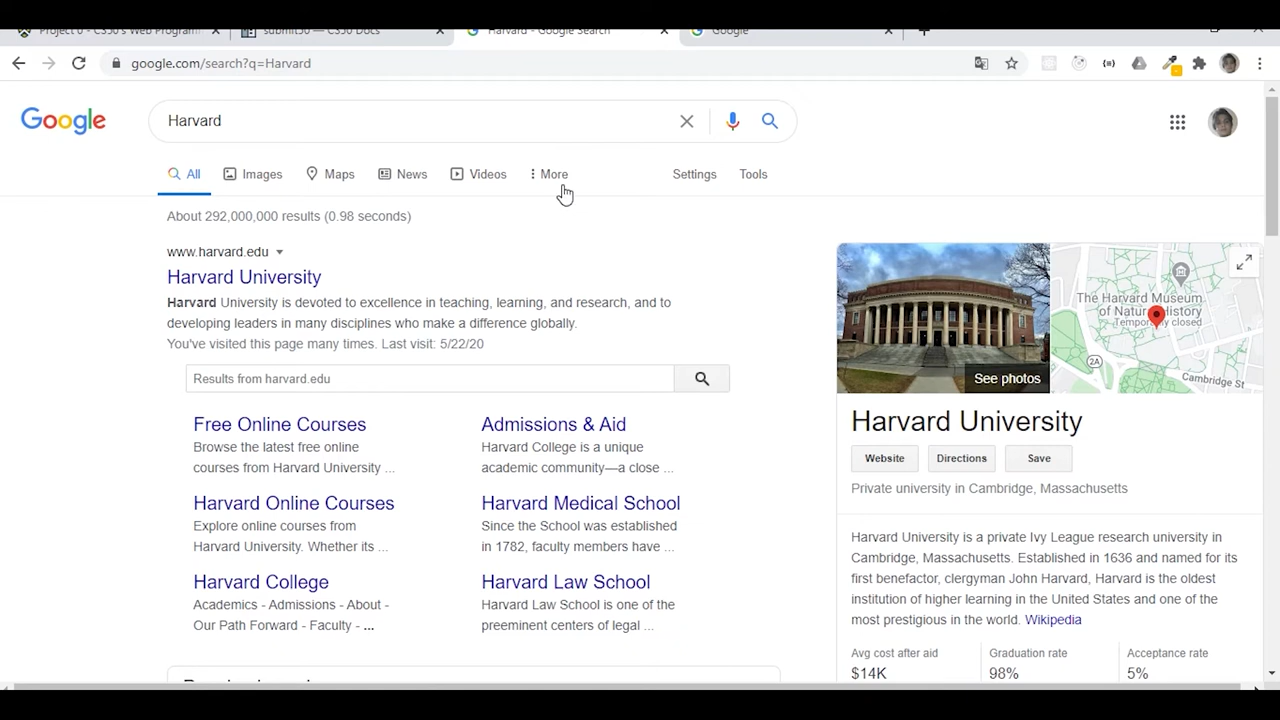 Project 0 - CS50's Web Programm
submit50 — CS50 Docs
Harvard - Google Search
Google
google.com/search?q=Harvard
Google
Harvard
All
Images
Maps
News
Videos
More
Settings
Tools
About 292,000,000 results (0.98 seconds)
www.harvard.edu
Harvard University
Harvard University is devoted to excellence in teaching, learning, and research, and to
developing leaders in many disciplines who make a difference globally.
You've visited this page many times. Last visit: 5/22/20
Results from harvard.edu
Free Online Courses
Browse the latest free online
courses from Harvard University ...
Admissions & Aid
Harvard College is a unique
academic community—a close ...
Harvard Online Courses
Explore online courses from
Harvard University. Whether its ...
Harvard Medical School
Since the School was established
in 1782, faculty members have ...
Harvard College
Academics - Admissions - About -
Our Path Forward - Faculty - ...
Harvard Law School
Harvard Law School is one of the
preeminent centers of legal ...
See photos
The Harvard Museum
of Natural History
Temporarily closed
2A
Cambridge St
Harvard University
Website
Directions
Save
Private university in Cambridge, Massachusetts
Harvard University is a private Ivy League research university in
Cambridge, Massachusetts. Established in 1636 and named for its
first benefactor, clergyman John Harvard, Harvard is the oldest
institution of higher learning in the United States and one of the
most prestigious in the world. Wikipedia
Avg cost after aid
$14K
Graduation rate
98%
Acceptance rate
5%